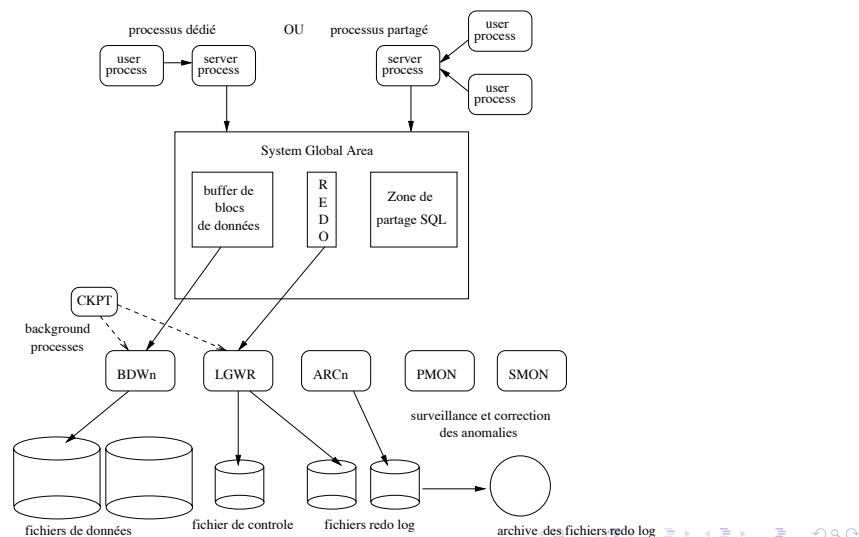 processus dédié OU processus partagé
user
process
server
process
server
process
user
process
user
process
System Global Area
buffer de
blocs
de données
R
E
D
O
Zone de
partage SQL
CKPT
background
processes
BDWn
LGWR
ARCn
PMON
SMON
surveillance et correction
des anomalies
fichiers de données
fichier de controle
fichiers redo log
archive des fichiers redo log